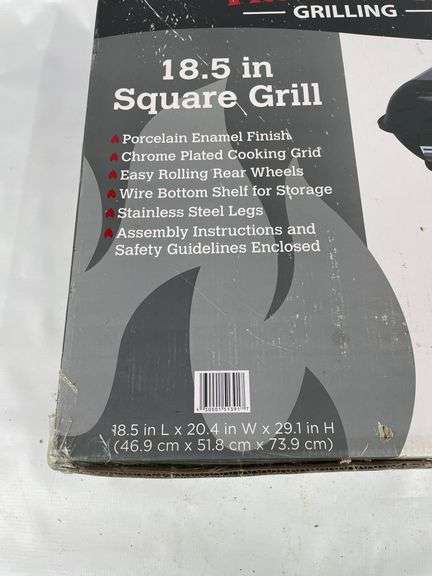 GRILLING
18.5 in
Square Grill
Porcelain Enamel Finish
Chrome Plated Cooking Grid
Easy Rolling Rear Wheels
Wire Bottom Shelf for Storage
Stainless Steel Legs
Assembly Instructions and
Safety Guidelines Enclosed
18.5 in L x 20.4 in W x 29.1 in H
(46.9 cm x 51.8 cm x 73.9 cm)